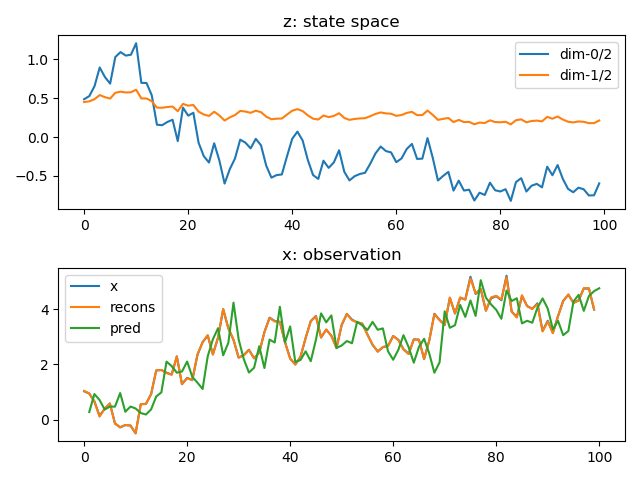 z: state space
dim-0/2
dim-1/2
1.0
0.5
0.0
−0.5
0 20 40 60 80 100
x: observation
x
recons
pred
4
2
0
0 20 40 60 80 100